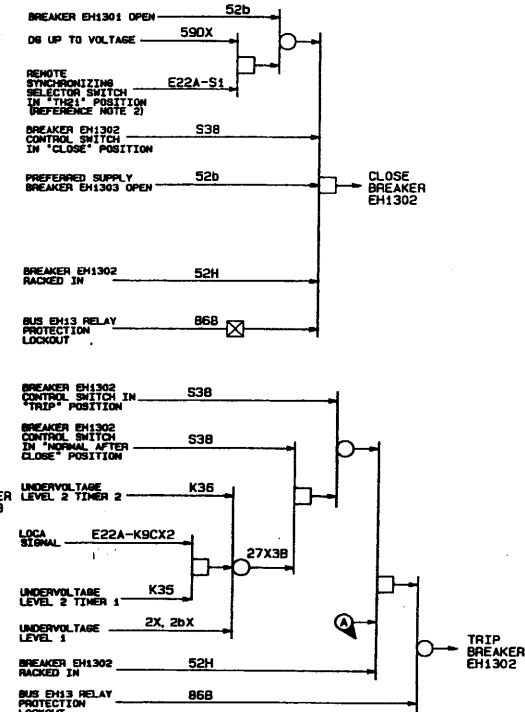 BREAKER EH1301 OPEN
52b
DG UP TO VOLTAGE
59DX
REMOTE
SYNCHRONIZING
SELECTOR SWITCH
IN "TH21" POSITION
(REFERENCE NOTE 2)
E22A-S1
BREAKER EH1302
CONTROL SWITCH
IN "CLOSE" POSITION
S38
PREFERRED SUPPLY
BREAKER EH1303 OPEN
52b
CLOSE
BREAKER
EH1302
BREAKER EH1302
RACKED IN
52H
BUS EH13 RELAY
PROTECTION
LOCKOUT
86B
BREAKER EH1302
CONTROL SWITCH IN
"TRIP" POSITION
S38
BREAKER EH1302
CONTROL SWITCH
IN "NORMAL AFTER
CLOSE" POSITION
S38
UNDERVOLTAGE
LEVEL 2 TIMER 2
K36
ER
LOCA
SIGNAL
E22A-K9CX2
27X3B
UNDERVOLTAGE
LEVEL 2 TIMER 1
K35
UNDERVOLTAGE
LEVEL 1
2X, 2bX
A
BREAKER EH1302
RACKED IN
52H
TRIP
BREAKER
EH1302
BUS EH13 RELAY
PROTECTION
LOCKOUT
86B